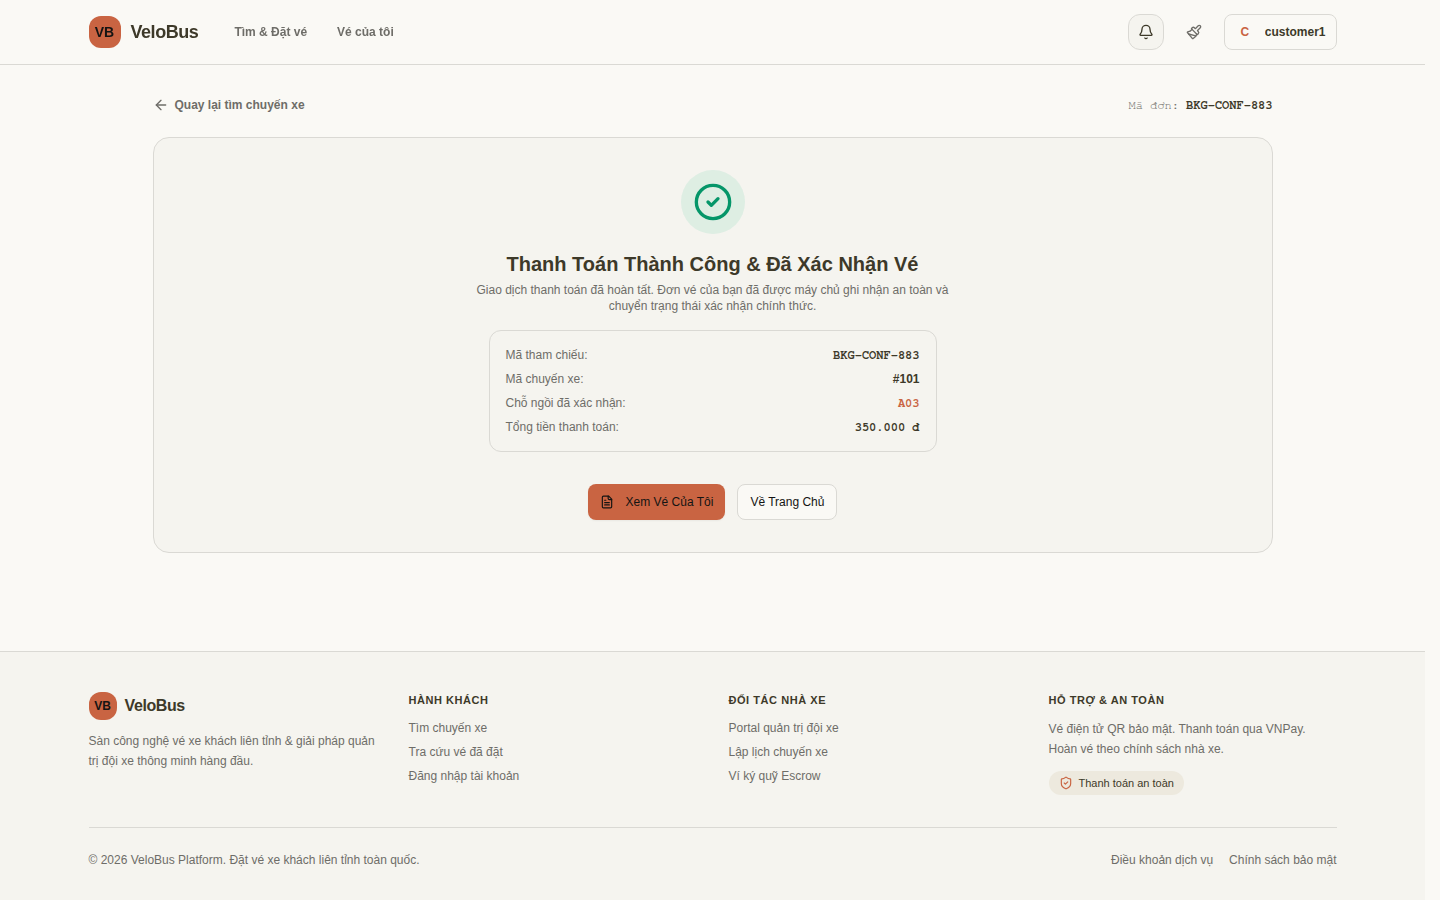 VB VeloBus Tìm & Đặt vé Vé của tôi C customer1
Quay lại tìm chuyến xe Mã đơn: BKG-CONF-883
Thanh Toán Thành Công & Đã Xác Nhận Vé
Giao dịch thanh toán đã hoàn tất. Đơn vé của bạn đã được máy chủ ghi nhận an toàn và
chuyển trạng thái xác nhận chính thức.
Mã tham chiếu: BKG-CONF-883
Mã chuyến xe: #101
Chỗ ngồi đã xác nhận: A03
Tổng tiền thanh toán: 350.000 đ
Xem Vé Của Tôi Về Trang Chủ
VB VeloBus
Sàn công nghệ vé xe khách liên tỉnh & giải pháp quản
trị đội xe thông minh hàng đầu.
HÀNH KHÁCH
Tìm chuyến xe
Tra cứu vé đã đặt
Đăng nhập tài khoản
ĐỐI TÁC NHÀ XE
Portal quản trị đội xe
Lập lịch chuyến xe
Ví ký quỹ Escrow
HỖ TRỢ & AN TOÀN
Vé điện tử QR bảo mật. Thanh toán qua VNPay.
Hoàn vé theo chính sách nhà xe.
Thanh toán an toàn
© 2026 VeloBus Platform. Đặt vé xe khách liên tỉnh toàn quốc.
Điều khoản dịch vụ Chính sách bảo mật